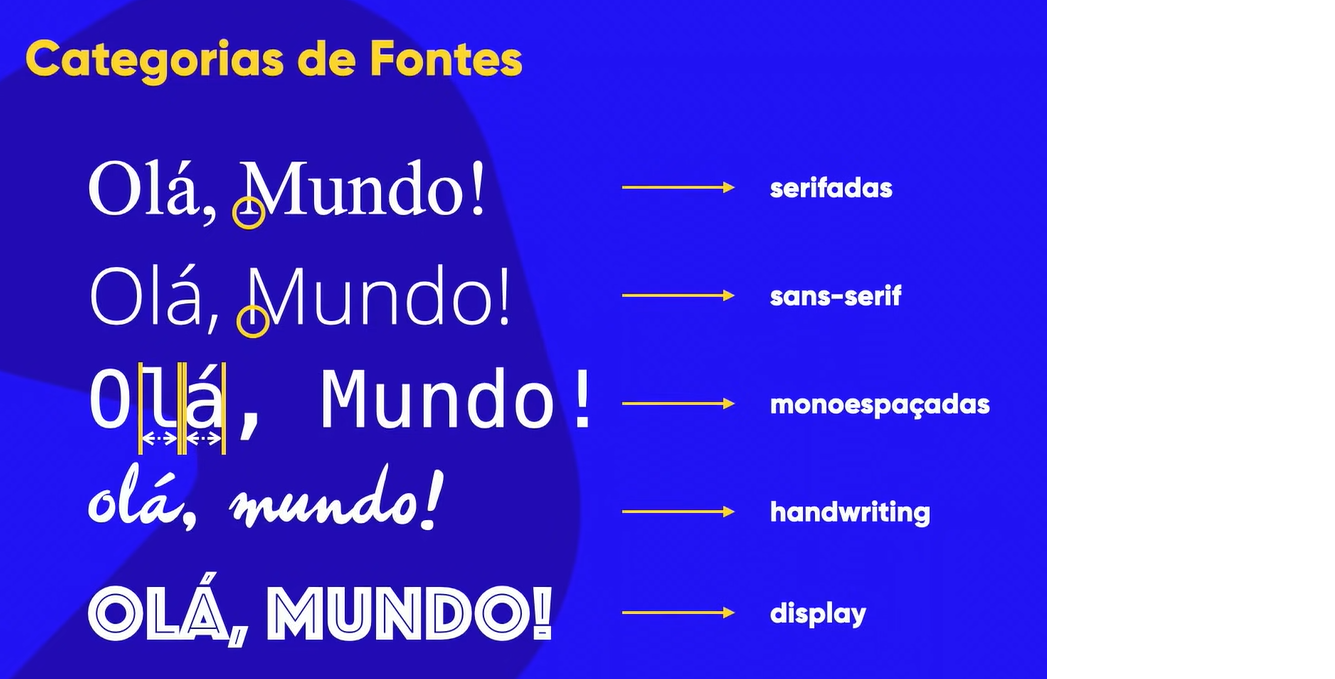 Categorias de Fontes
Olá, Mundo!
serifadas
Olá, Mundo!
sans-serif
Olá, Mundo!
monoespaçadas
olá, mundo!
handwriting
OLÁ, MUNDO!
display